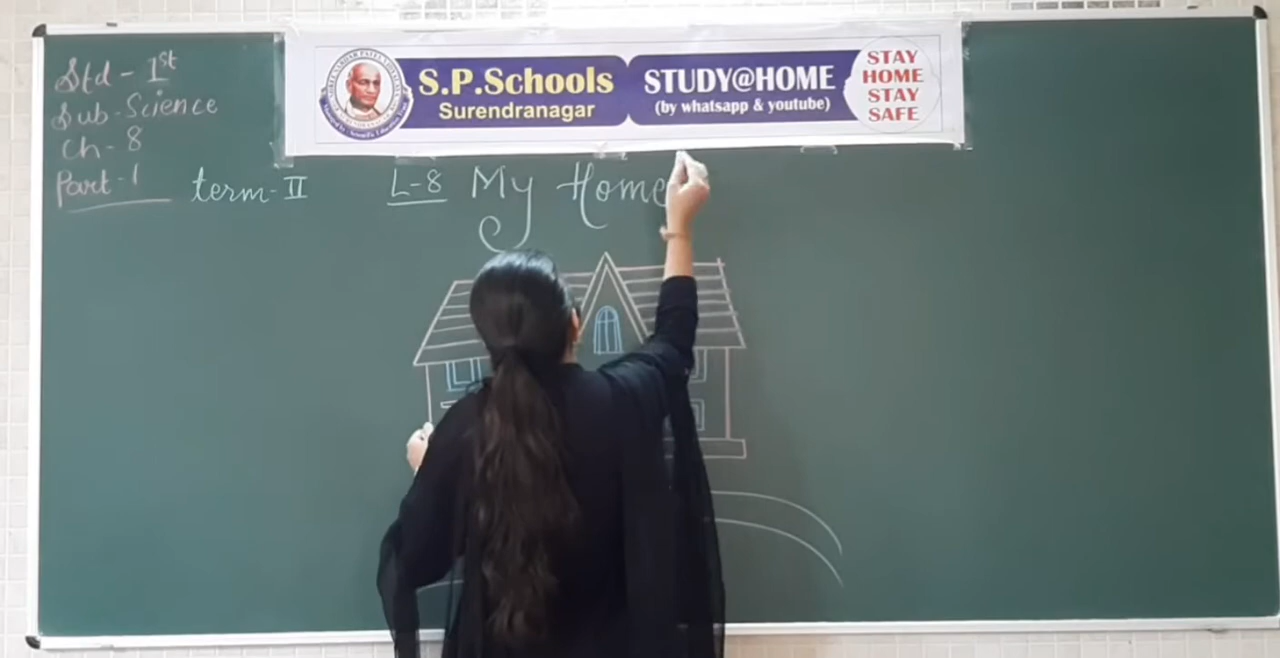 Std - 1st
Sub - Science
Ch - 8
Part - 1
term - II
L-8 My Home
S.P.Schools
Surendranagar
STUDY@HOME
(by whatsapp & youtube)
STAY
HOME
STAY
SAFE